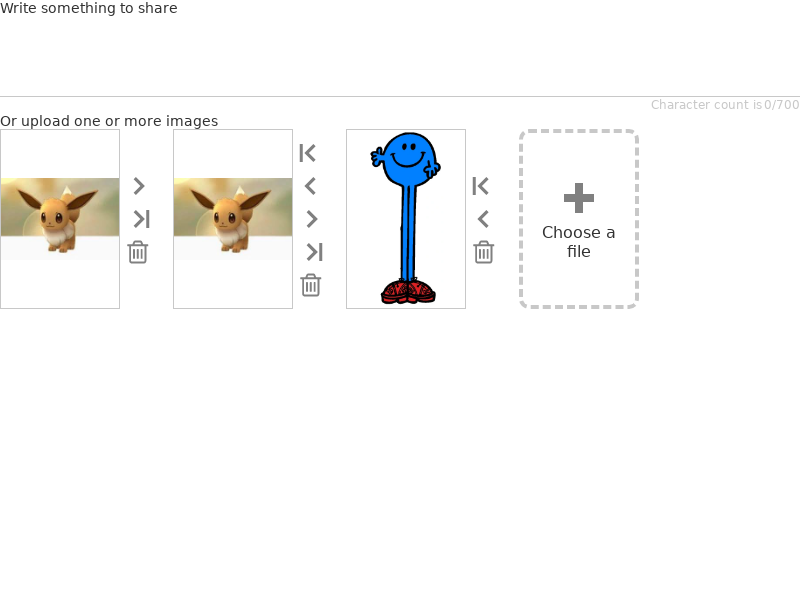 Write something to share
Character count is 0/700
Or upload one or more images
Choose a
file